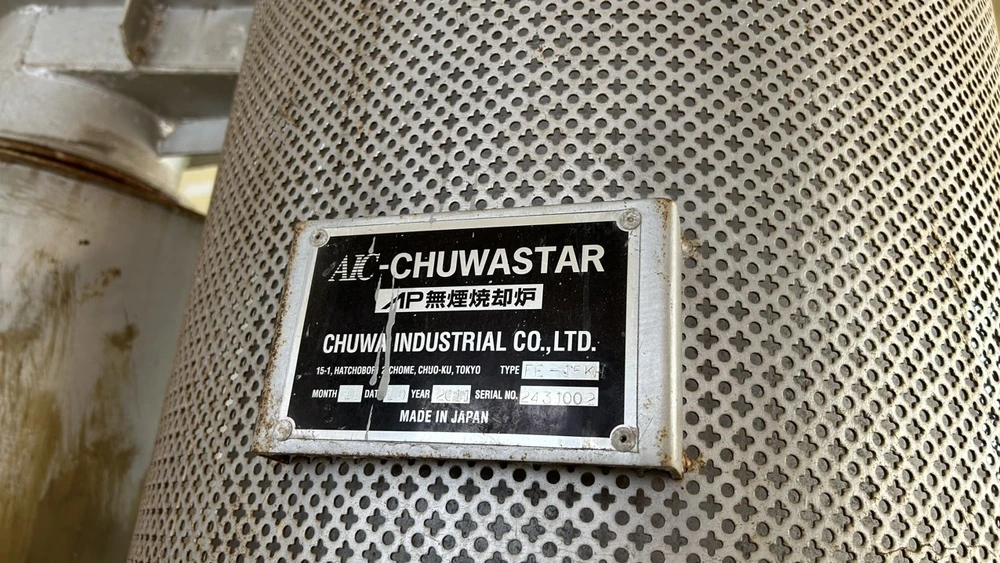 AIC-CHUWASTAR
MP無煙焼却炉
CHUWA INDUSTRIAL CO.,LTD.
15-1, HATCHOBORI 2-CHOME, CHUO-KU, TOKYO TYPE
MONTH DATE YEAR SERIAL NO. 2431002
MADE IN JAPAN